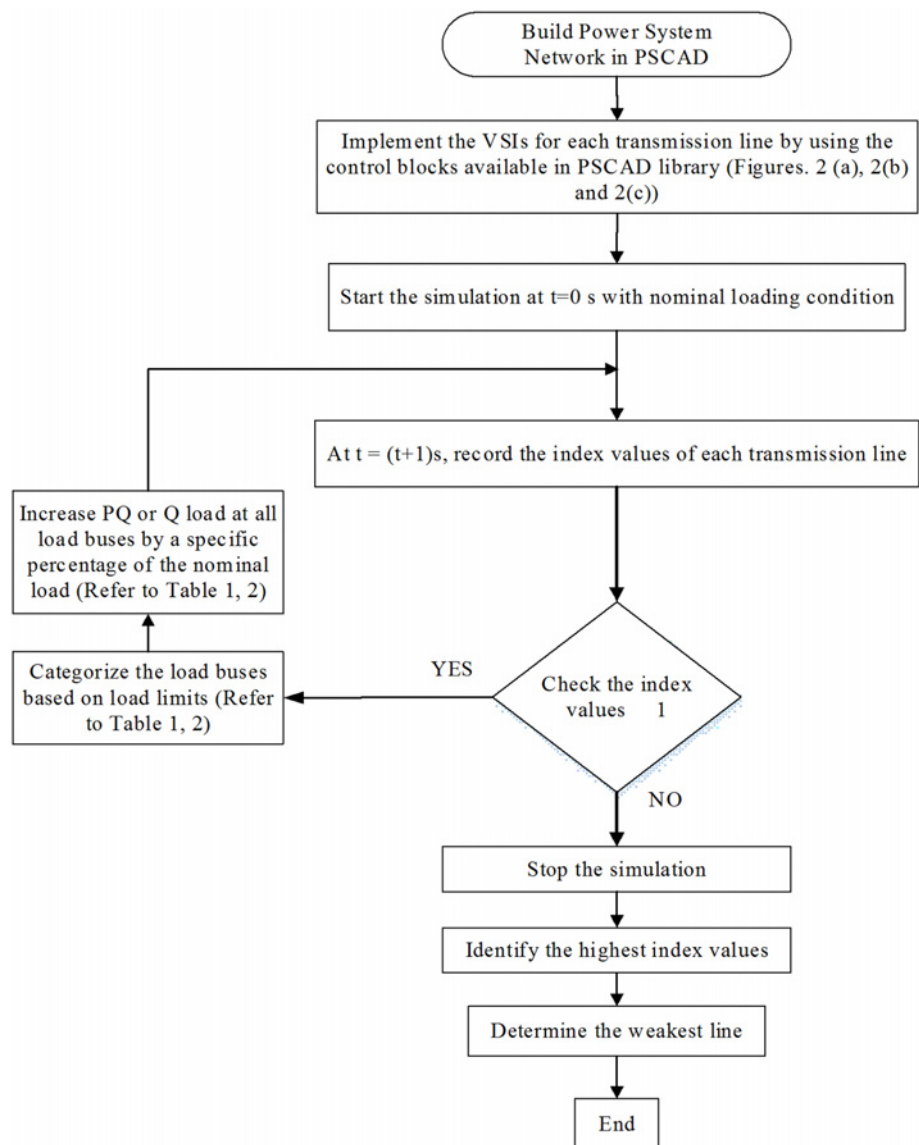 Build Power System
Network in PSCAD
Implement the VSIs for each transmission line by using the
control blocks available in PSCAD library (Figures. 2 (a), 2(b)
and 2(c))
Start the simulation at t=0 s with nominal loading condition
At t = (t+1)s, record the index values of each transmission line
Increase PQ or Q load at all
load buses by a specific
percentage of the nominal
load (Refer to Table 1, 2)
Categorize the load buses
based on load limits (Refer
to Table 1, 2)
YES
Check the index
values 1
NO
Stop the simulation
Identify the highest index values
Determine the weakest line
End